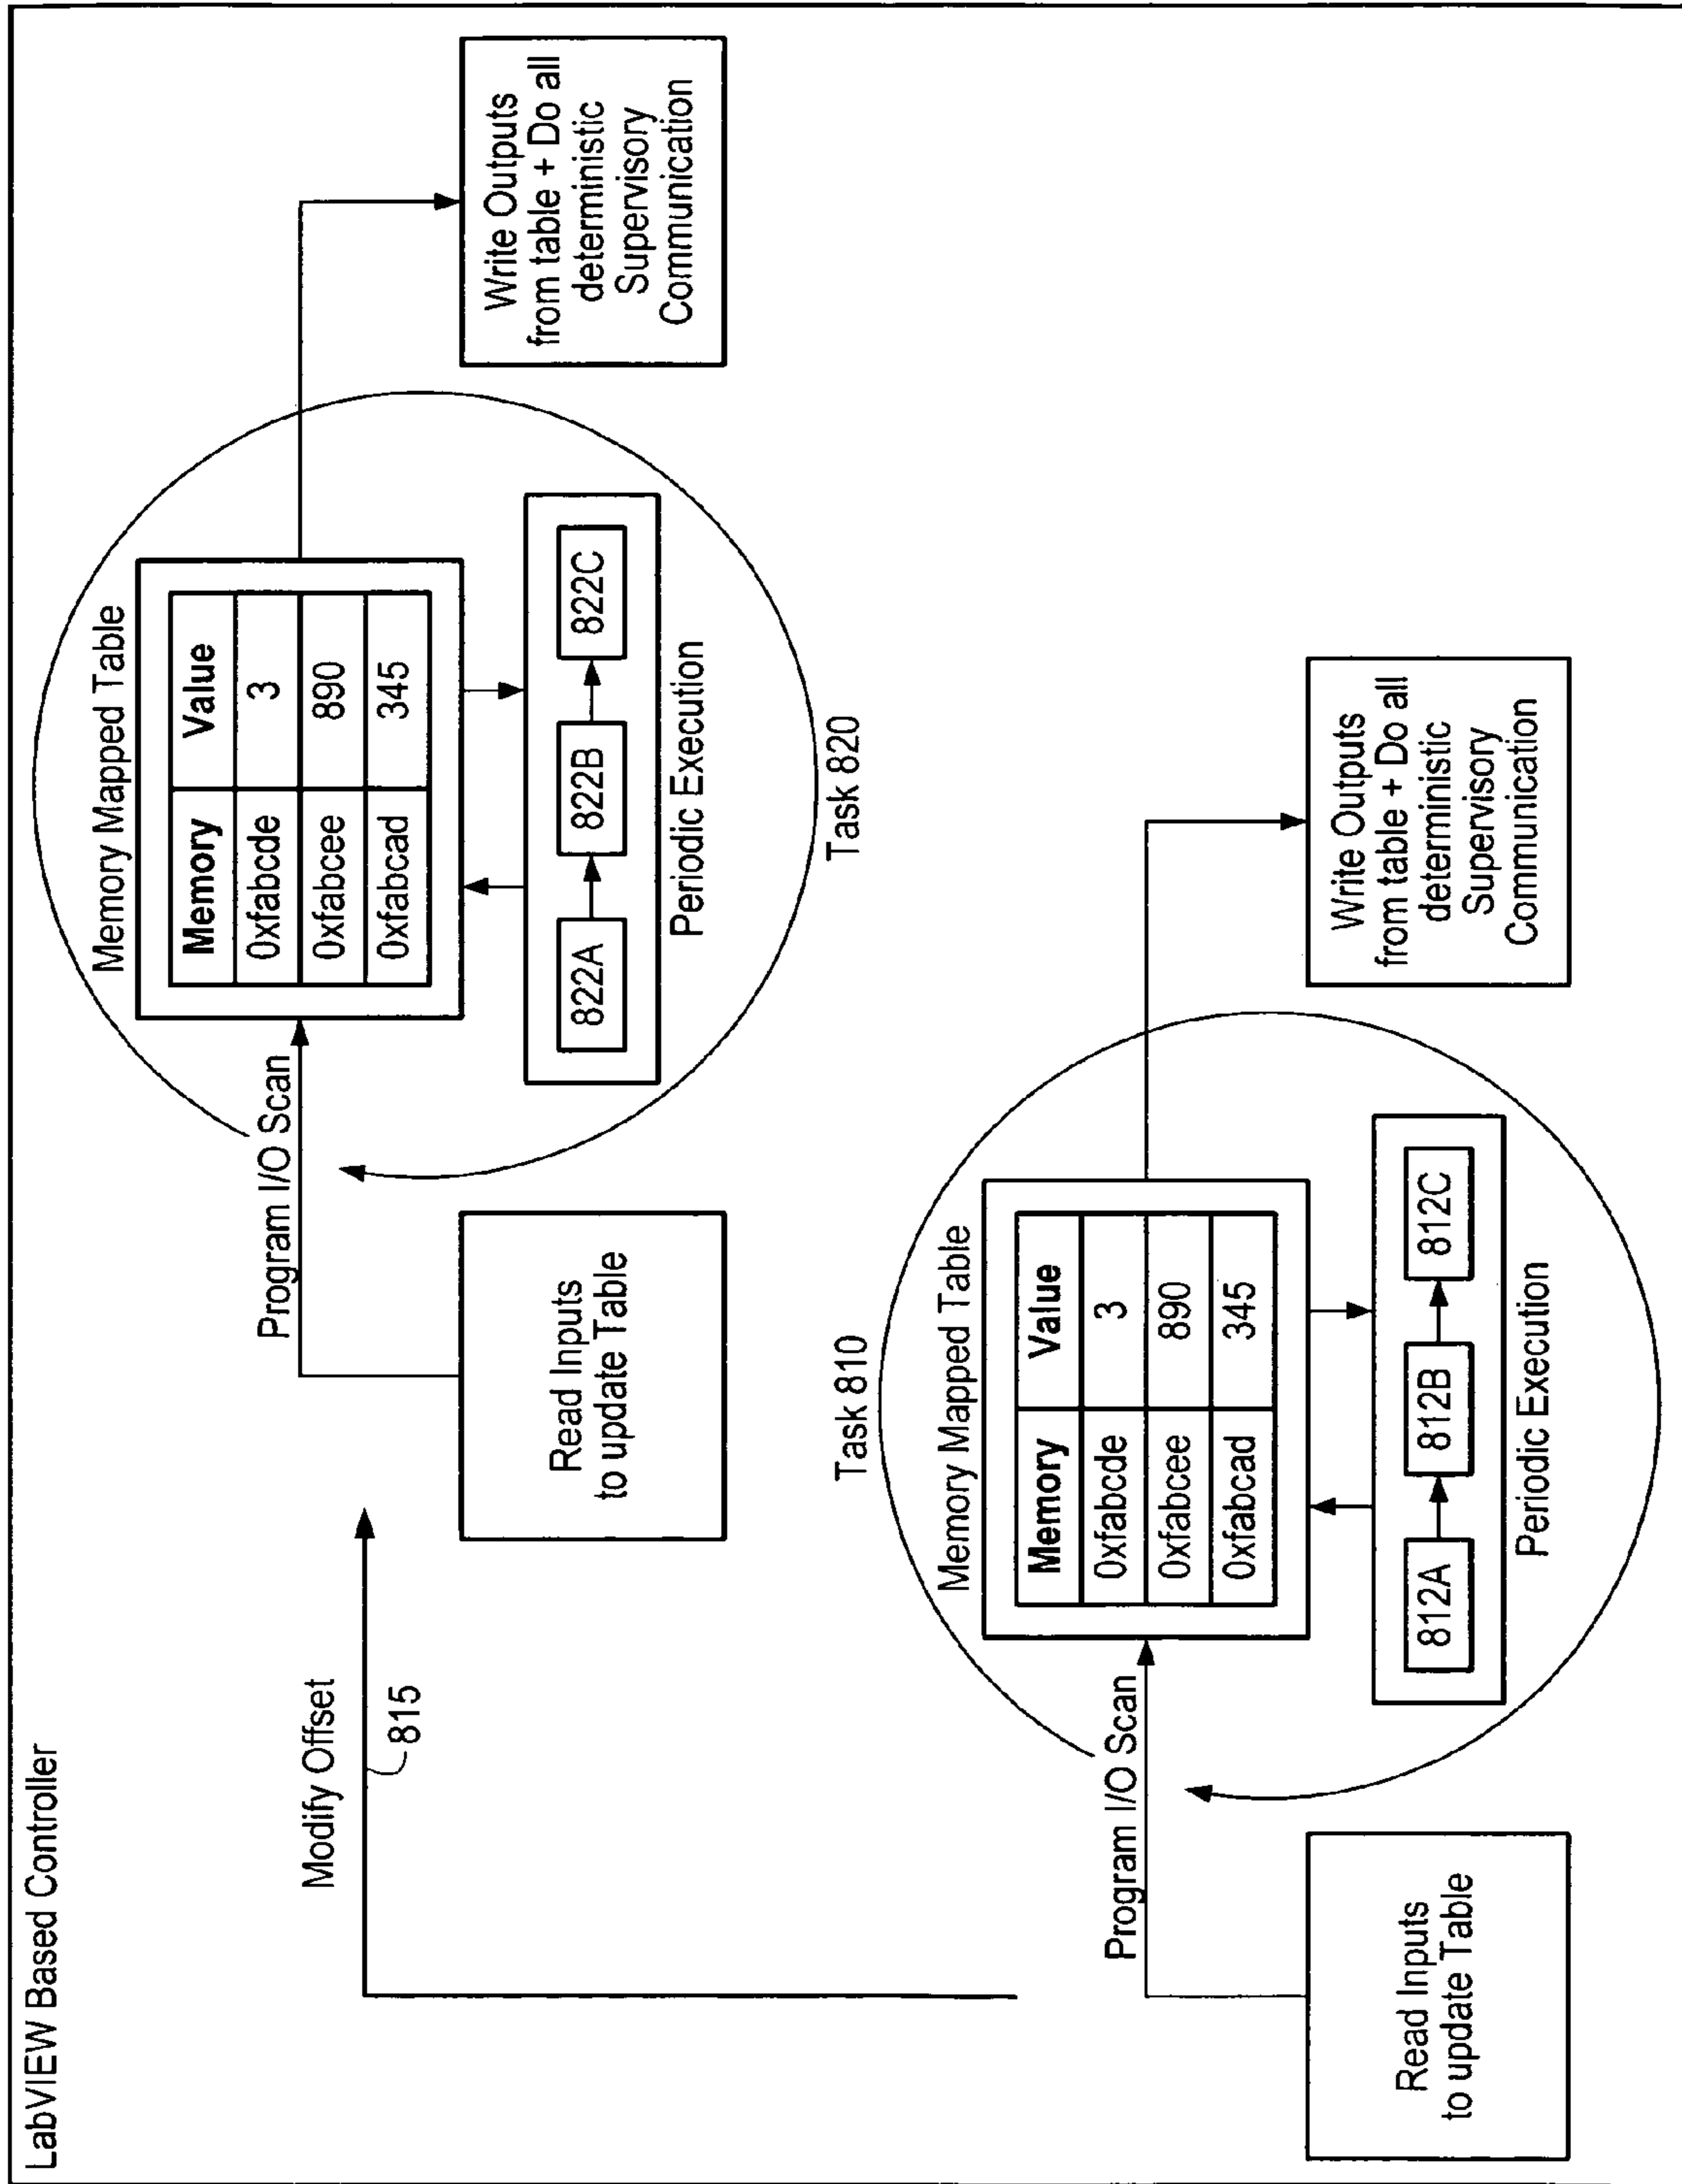 LabVIEW Based Controller
Modify Offset
815
Read Inputs
to update Table
Program I/O Scan
Memory Mapped Table
Memory Value
0xfabcde 3
0xfabcee 890
0xfabcad 345
822A 822B 822C
Periodic Execution
Task 820
Write Outputs
from table + Do all
deterministic
Supervisory
Communication
Read Inputs
to update Table
Program I/O Scan
Task 810
Memory Mapped Table
Memory Value
0xfabcde 3
0xfabcee 890
0xfabcad 345
812A 812B 812C
Periodic Execution
Write Outputs
from table + Do all
deterministic
Supervisory
Communication